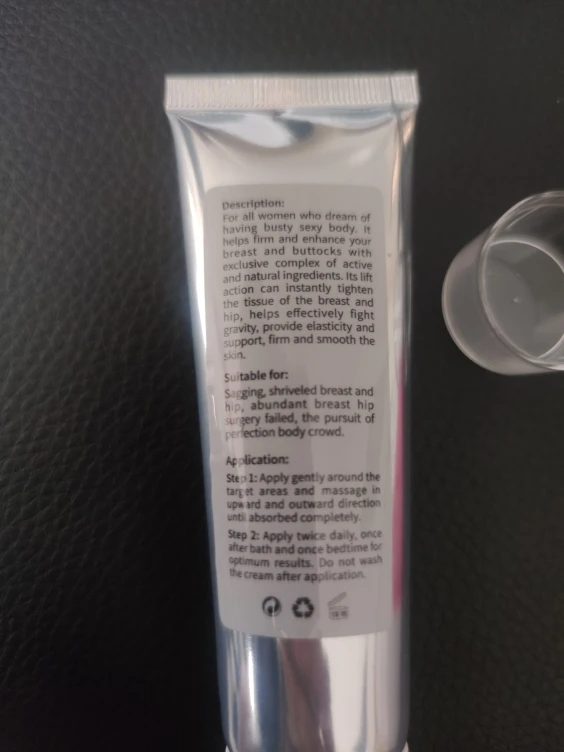 Description:
For all women who dream of
having busty sexy body. It
helps firm and enhance your
breast and buttocks with
exclusive complex of active
and natural ingredients. Its lift
action can instantly tighten
the tissue of the breast and
hip, helps effectively fight
gravity, provide elasticity and
support, firm and smooth the
skin.
Suitable for:
Sagging, shriveled breast and
hip, abundant breast hip
surgery failed, the pursuit of
perfection body crowd.
Application:
Step 1: Apply gently around the
target areas and massage in
upward and outward direction
until absorbed completely.
Step 2: Apply twice daily, once
after bath and once bedtime for
optimum results. Do not wash
the cream after application.